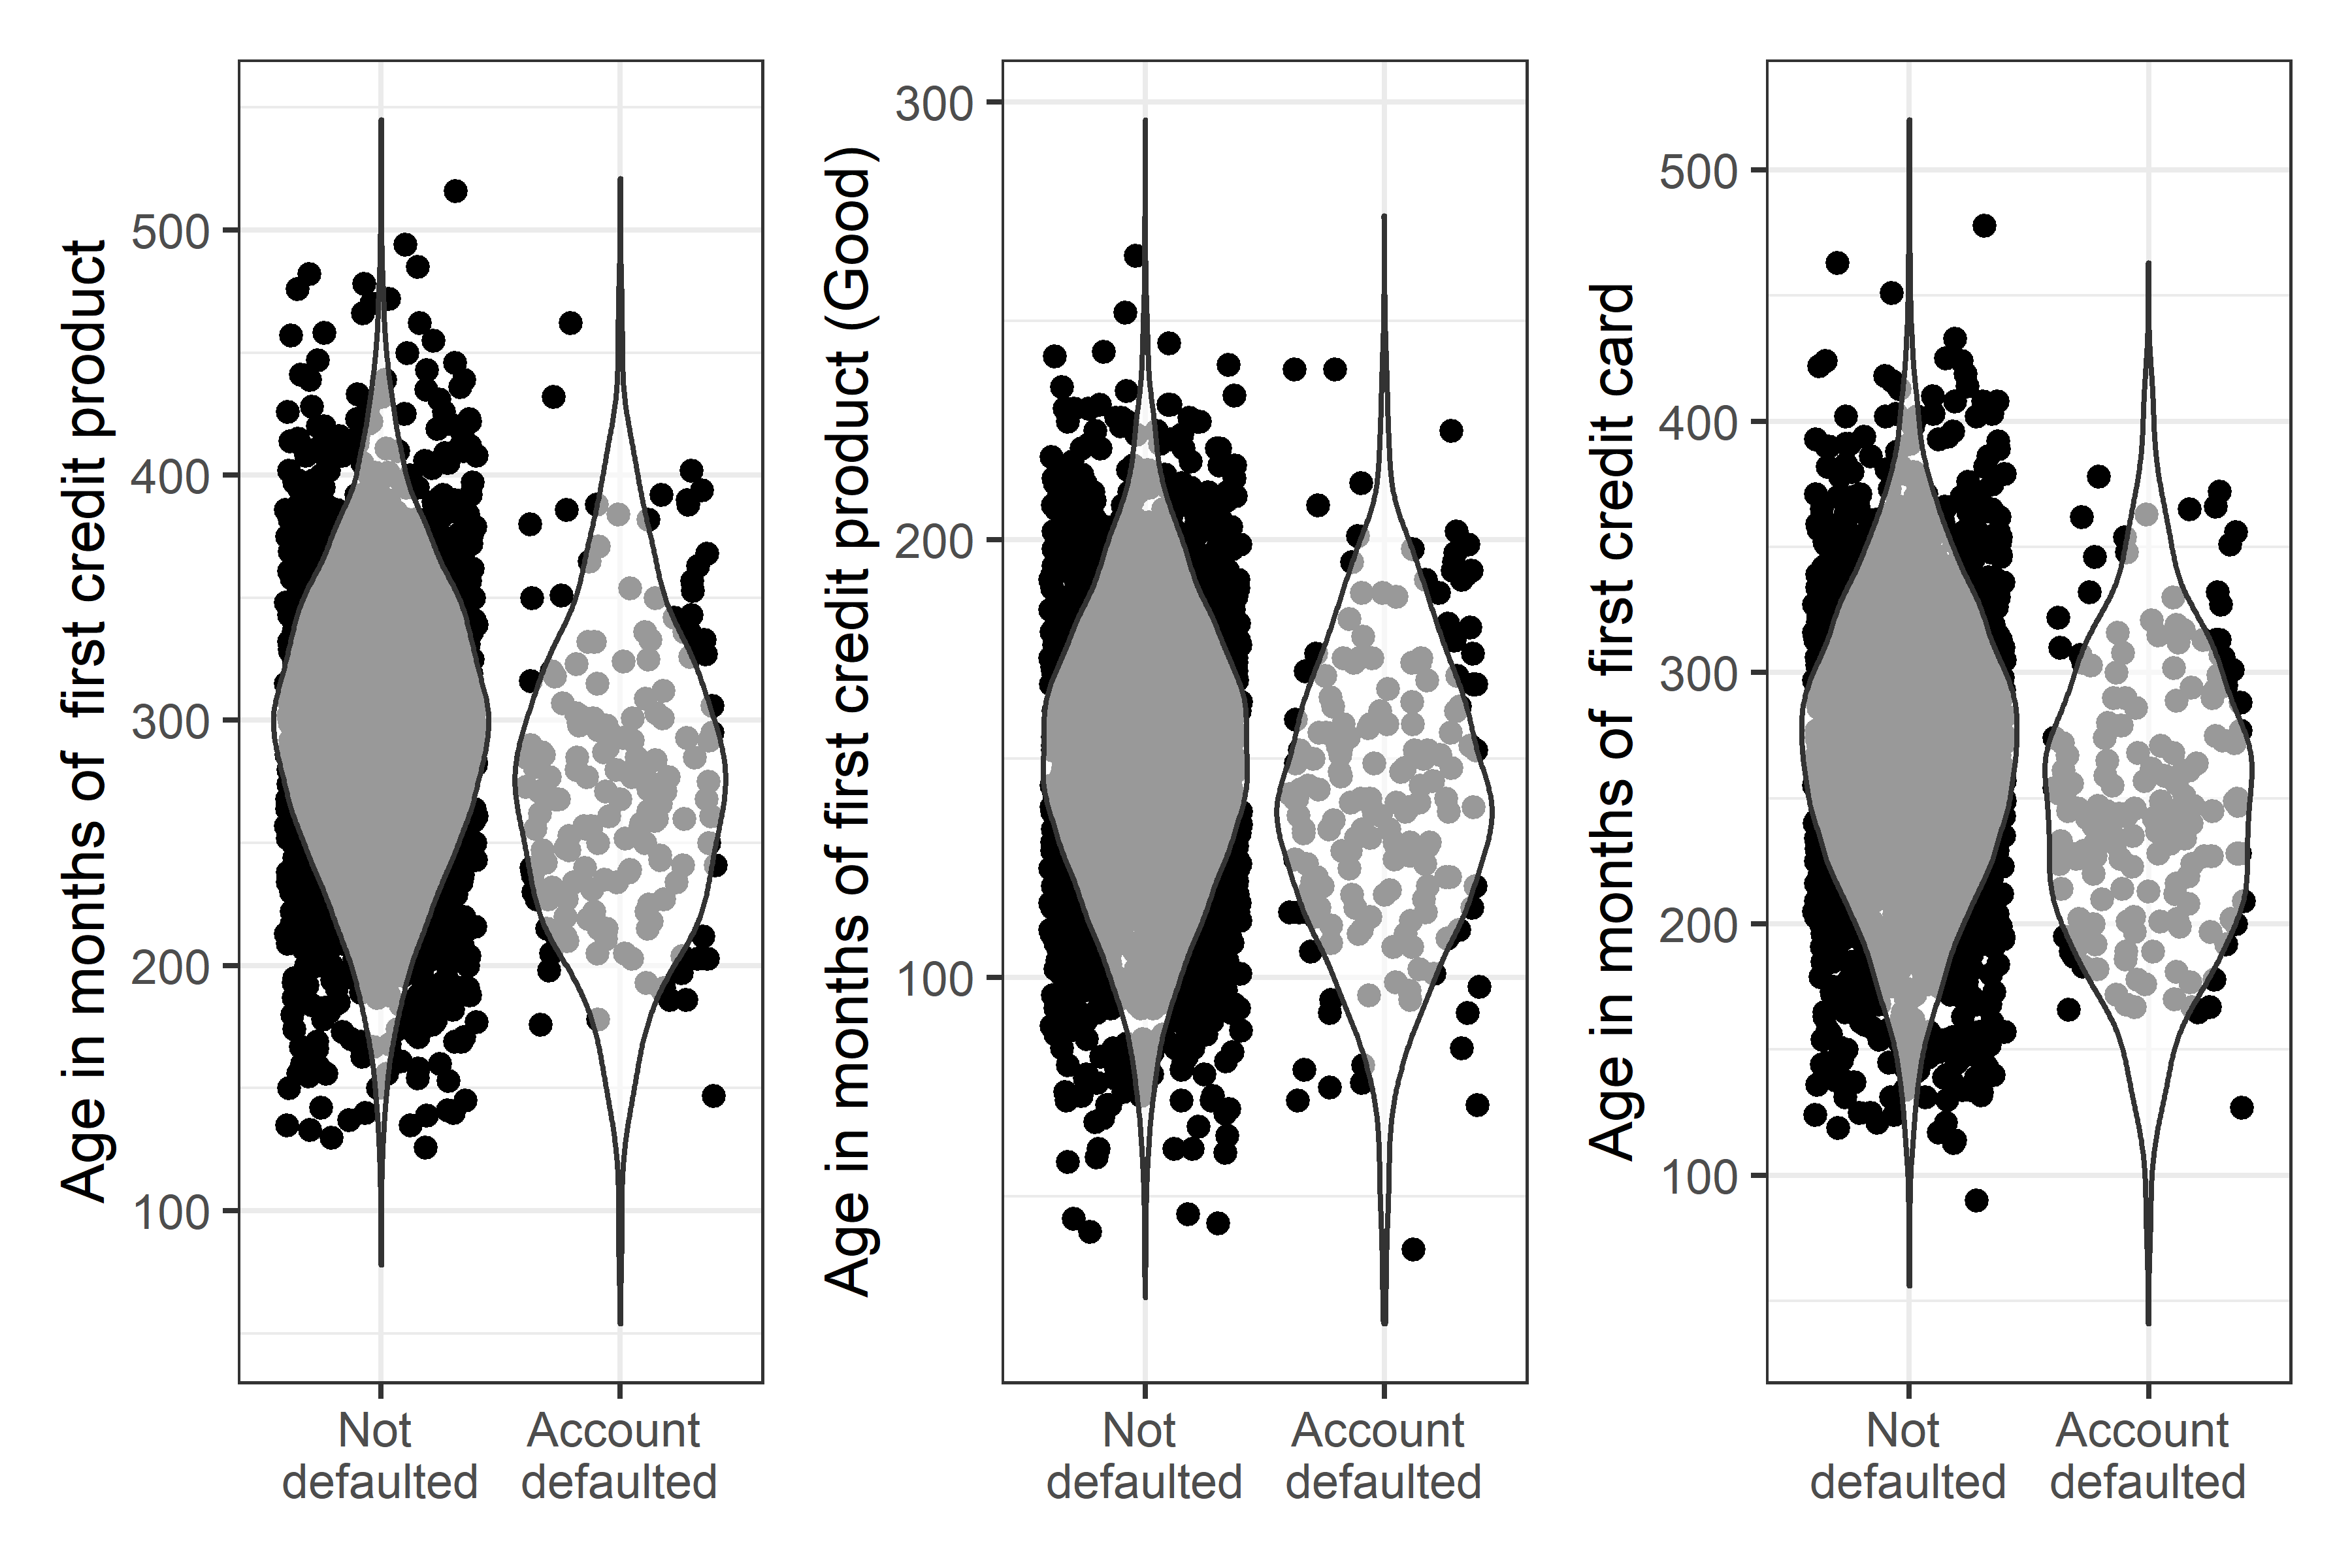 Age in months of  first credit product
500
400
300
200
100
Not
defaulted
Account
defaulted
Age in months of first credit product (Good)
300
200
100
Not
defaulted
Account
defaulted
Age in months of  first credit card
500
400
300
200
100
Not
defaulted
Account
defaulted